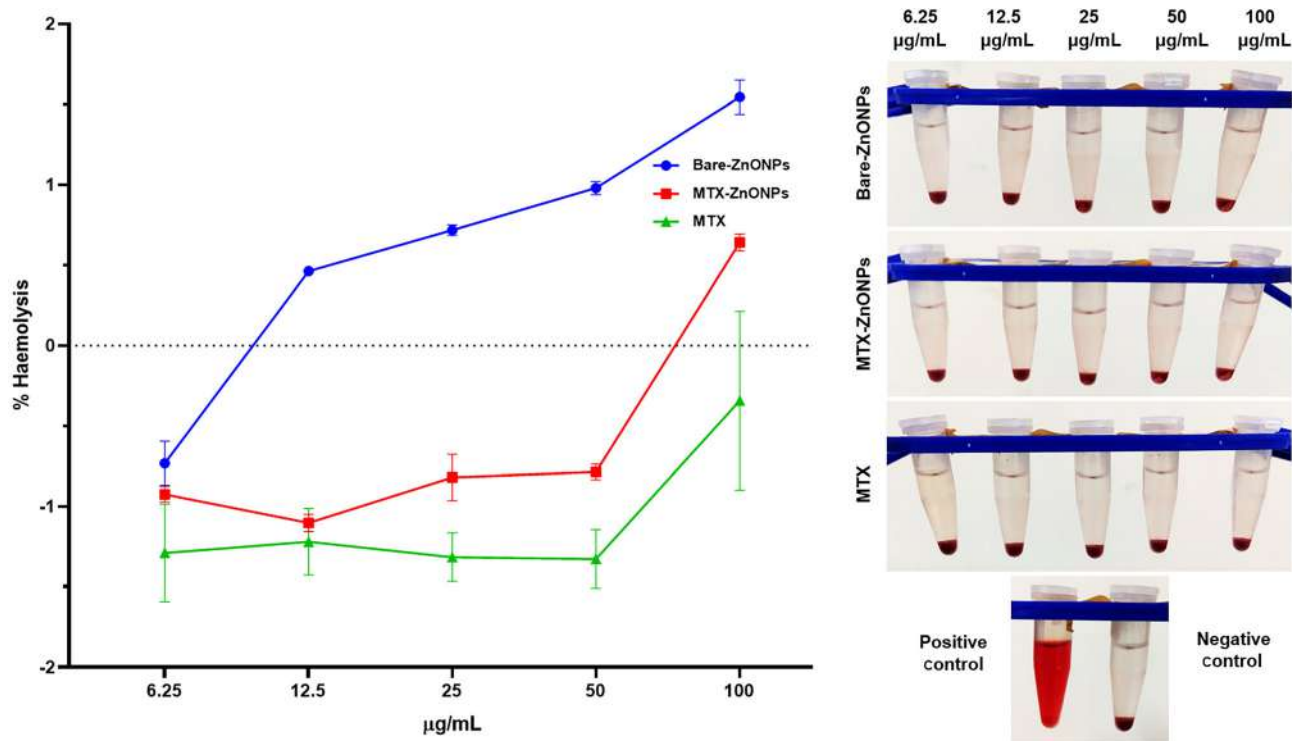 2
1
0
-1
-2
% Haemolysis
6.25
12.5
25
50
100
µg/mL
Bare-ZnONPs
MTX-ZnONPs
MTX
6.25 12.5 25 50 100
µg/mL µg/mL µg/mL µg/mL µg/mL
Bare-ZnONPs
MTX-ZnONPs
MTX
Positive
control
Negative
control